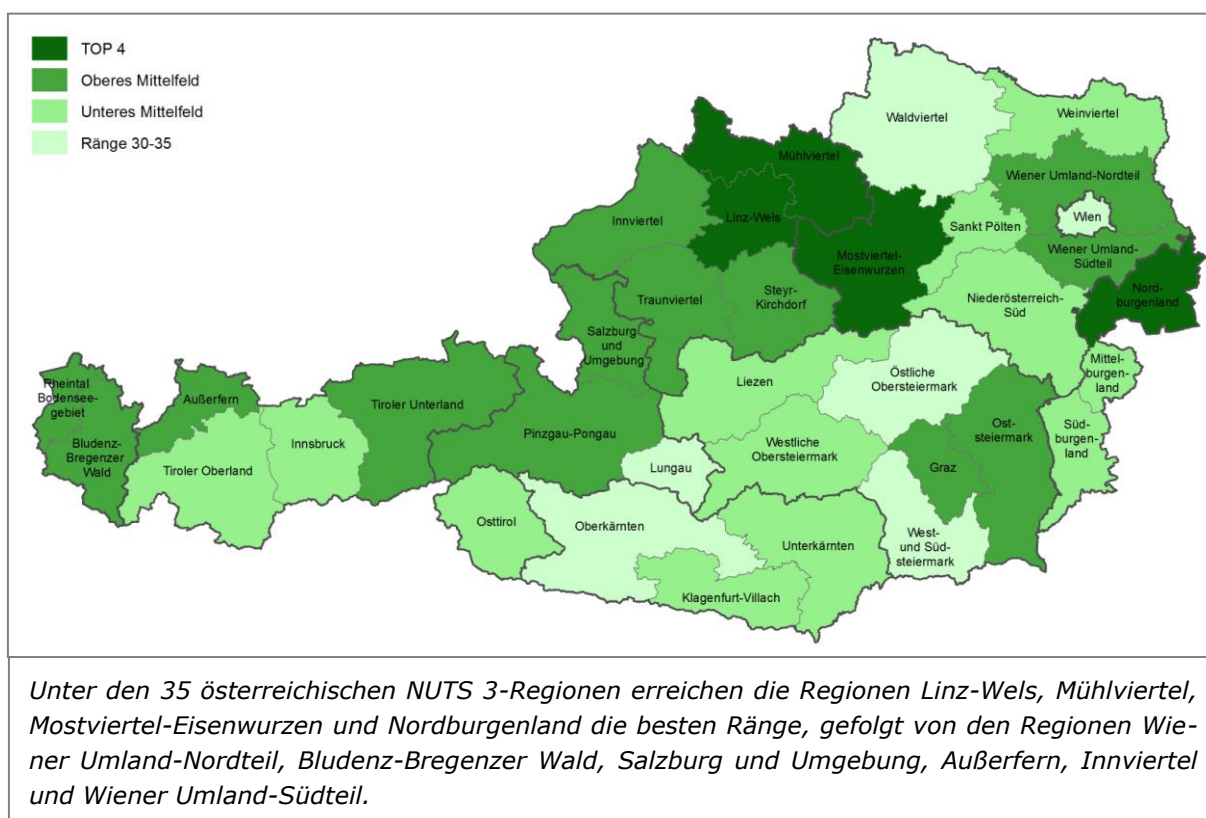 TOP 4
Oberes Mittelfeld
Unteres Mittelfeld
Ränge 30-35
Waldviertel
Weinviertel
Mühlviertel
Wiener Umland-Nordteil
Innviertel
Linz-Wels
Sankt Pölten
Wien
Mostviertel-
Eisenwurzen
Wiener Umland-
Südteil
Nord-
burgenland
Traunviertel
Steyr-
Kirchdorf
Niederösterreich-
Süd
Salzburg
und
Umgebung
Mittel-
burgen-
land
Östliche
Obersteiermark
Liezen
Rheintal
Bodensee-
gebiet
Außerfern
Tiroler Unterland
Pinzgau-Pongau
Bludenz-
Bregenzer
Wald
Innsbruck
Tiroler Oberland
Westliche
Obersteiermark
Ost-
steiermark
Süd-
burgen-
land
Lungau
Graz
Osttirol
Oberkärnten
Unterkärnten
West-
und Süd-
steiermark
Klagenfurt-Villach
Unter den 35 österreichischen NUTS 3-Regionen erreichen die Regionen Linz-Wels, Mühlviertel,
Mostviertel-Eisenwurzen und Nordburgenland die besten Ränge, gefolgt von den Regionen Wie-
ner Umland-Nordteil, Bludenz-Bregenzer Wald, Salzburg und Umgebung, Außerfern, Innviertel
und Wiener Umland-Südteil.